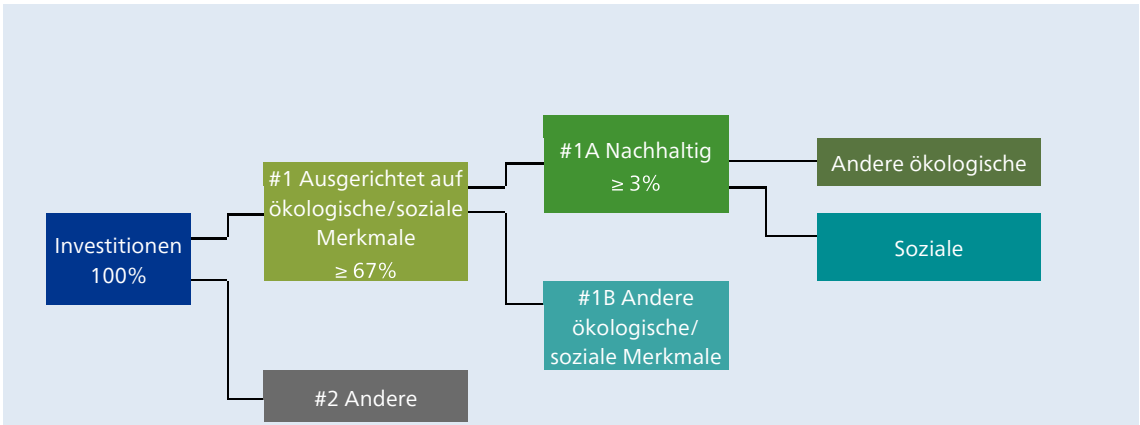 Investitionen
100%
#1 Ausgerichtet auf
ökologische/soziale
Merkmale
≥ 67%
#2 Andere
#1A Nachhaltig
≥ 3%
#1B Andere
ökologische/
soziale Merkmale
Andere ökologische
Soziale